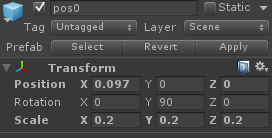 pos0 Static
Tag Untagged Layer Scene
Prefab Select Revert Apply
Transform
Position X 0.097 Y 0 Z 0
Rotation X 0 Y 90 Z 0
Scale X 0.2 Y 0.2 Z 0.2